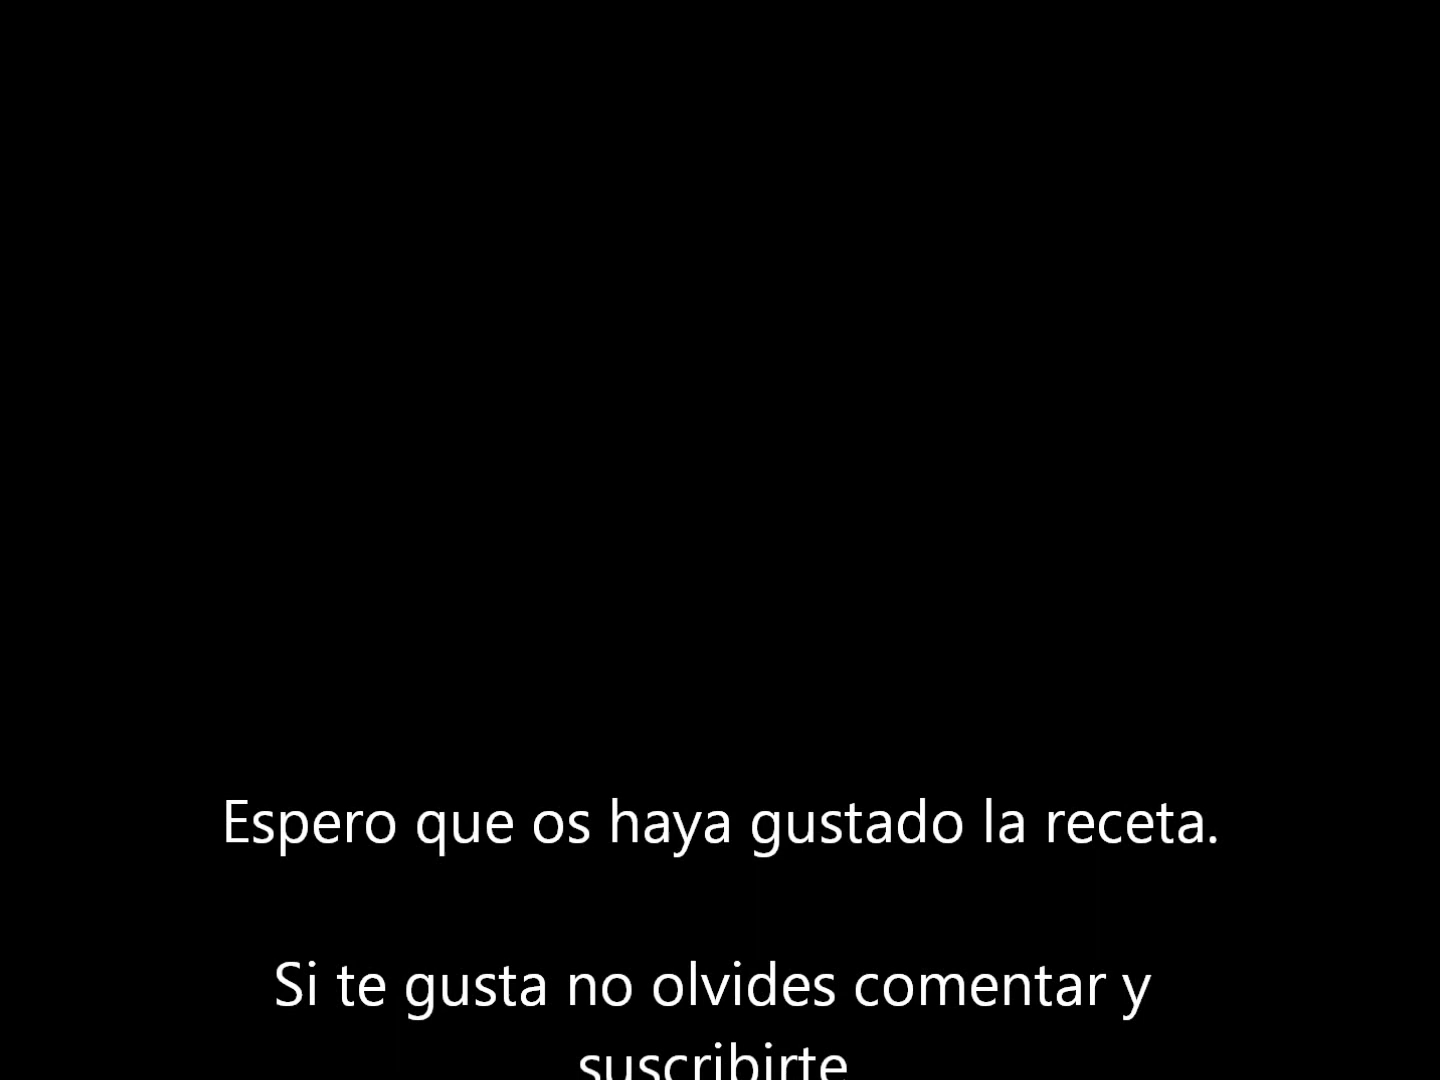 Espero que os haya gustado la receta.
Si te gusta no olvides comentar y
suscribirte